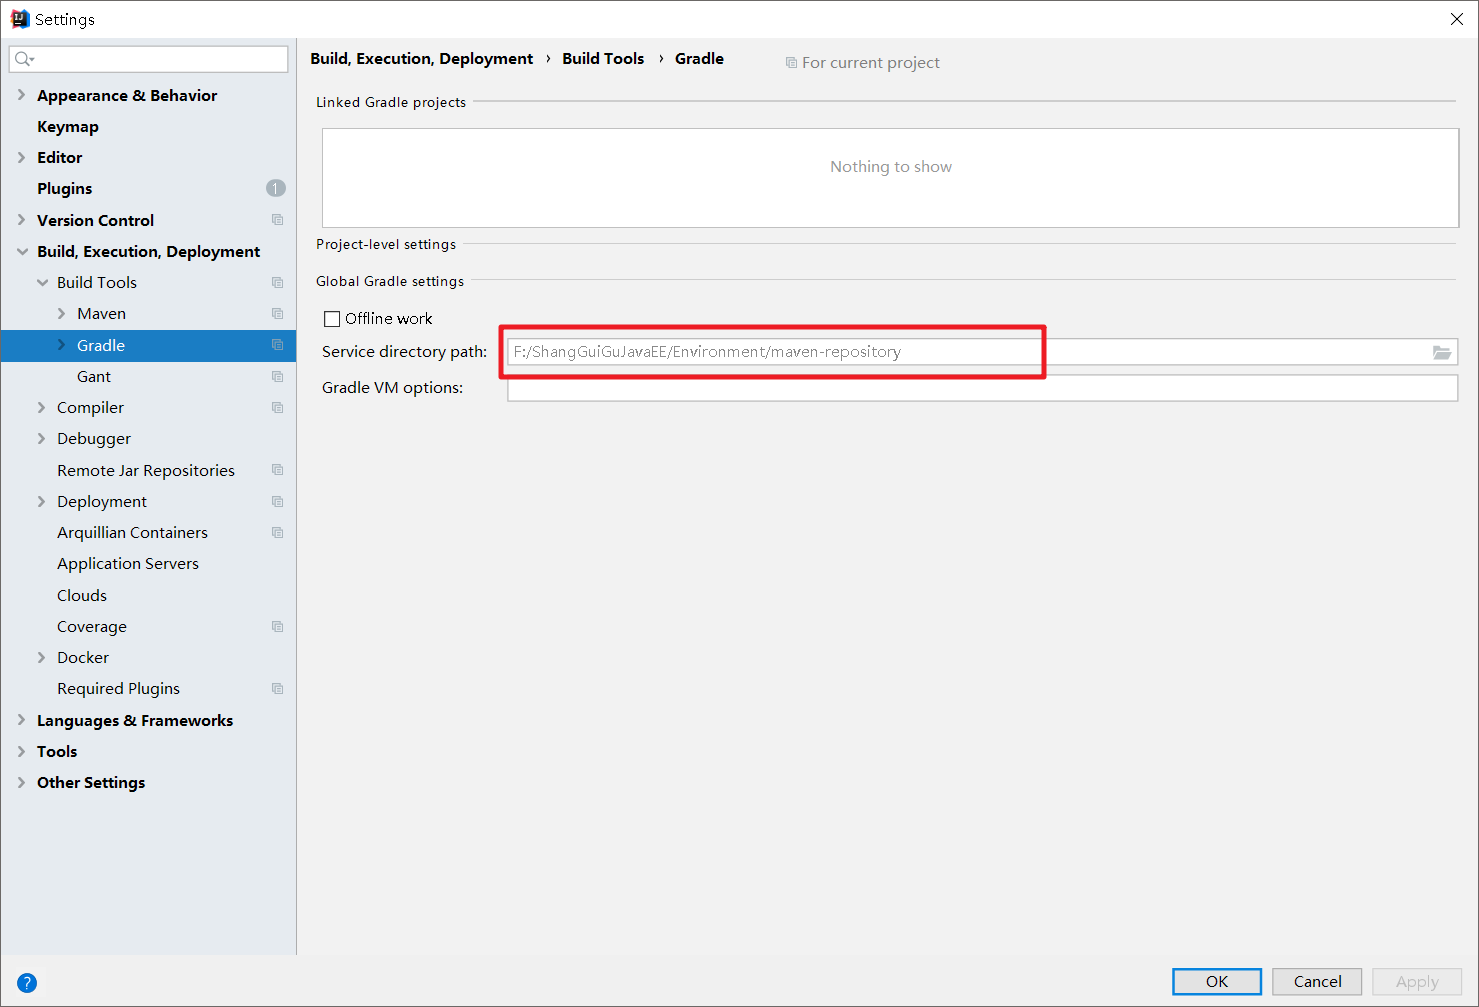 Settings
Build, Execution, Deployment › Build Tools › Gradle
For current project
Appearance & Behavior
Keymap
Editor
Plugins
1
Version Control
Build, Execution, Deployment
Build Tools
Maven
Gradle
Gant
Compiler
Debugger
Remote Jar Repositories
Deployment
Arquillian Containers
Application Servers
Clouds
Coverage
Docker
Required Plugins
Languages & Frameworks
Tools
Other Settings
Linked Gradle projects
Nothing to show
Project-level settings
Global Gradle settings
Offline work
Service directory path: F:/ShangGuiGuJavaEE/Environment/maven-repository
Gradle VM options:
?
OK
Cancel
Apply